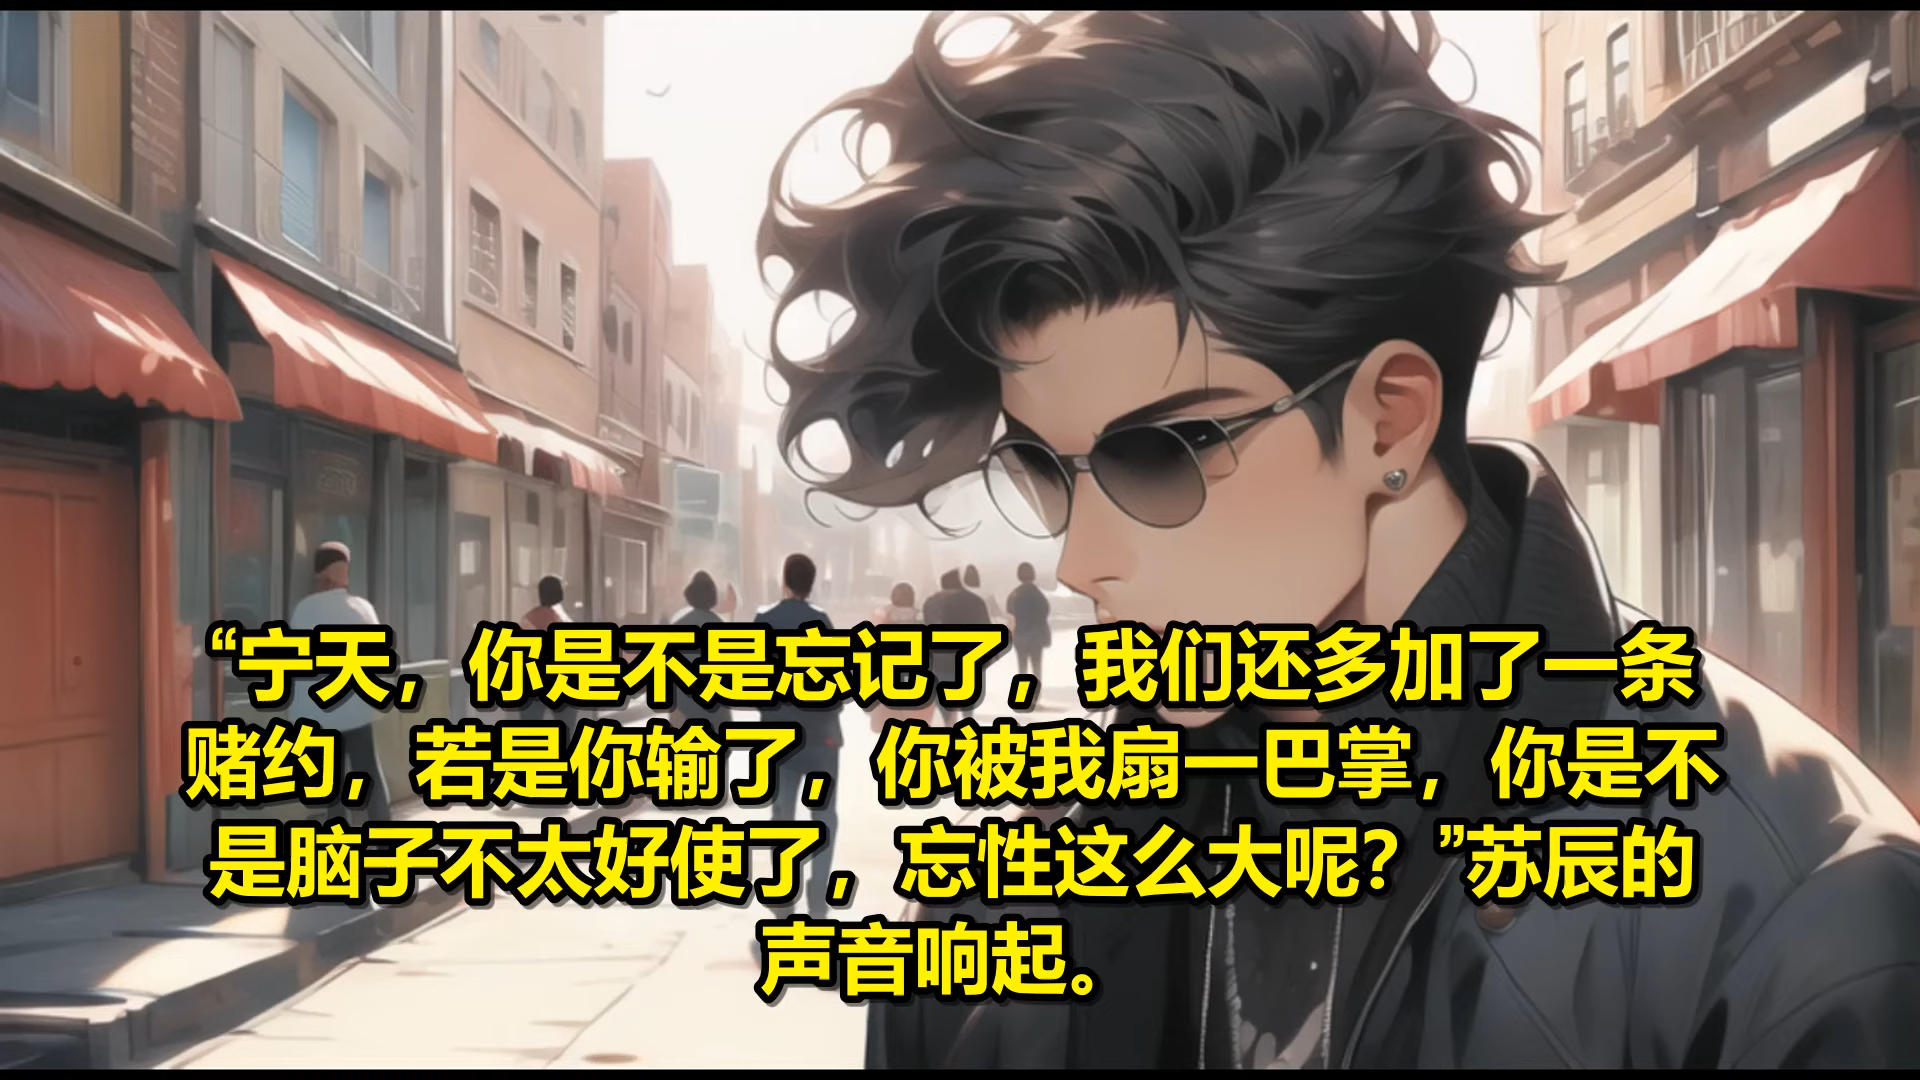 “宁天，你是不是忘记了，我们还多加了一条
赌约，若是你输了，你被我扇一巴掌，你是不
是脑子不太好使了，忘性这么大呢？”苏辰的
声音响起。